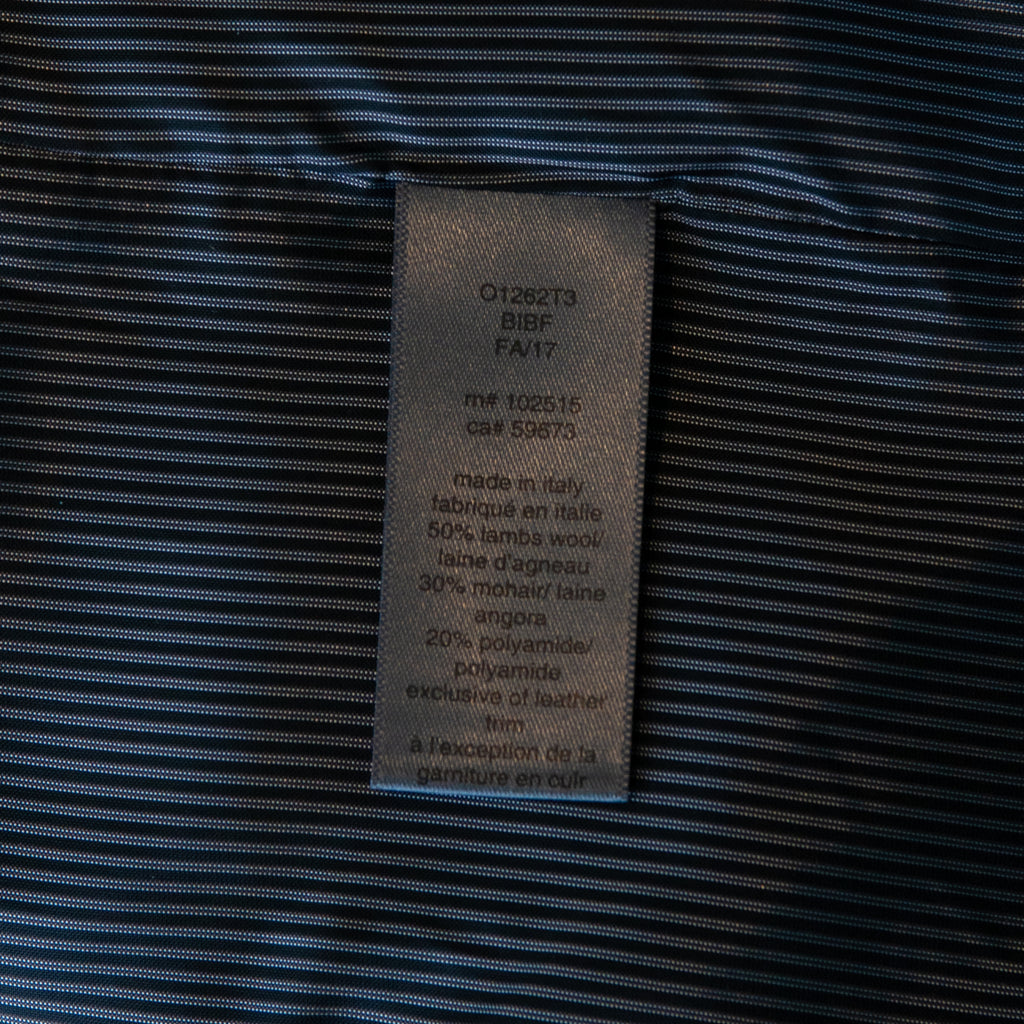 O1262T3
BIBF
FA/17
m# 102515
ca# 59673
made in italy
fabriqué en italie
50% lambs wool/
laine d'agneau
30% mohair/ laine
angora
20% polyamide/
polyamide
exclusive of leather
trim
à l'exception de la
garniture en cuir